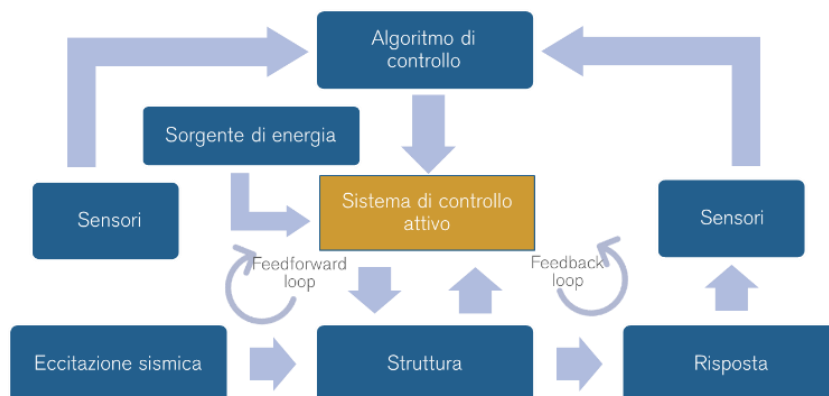 Algoritmo di
controllo
Sorgente di energia
Sensori
Sistema di controllo
attivo
Sensori
Feedforward
loop
Feedback
loop
Eccitazione sismica
Struttura
Risposta